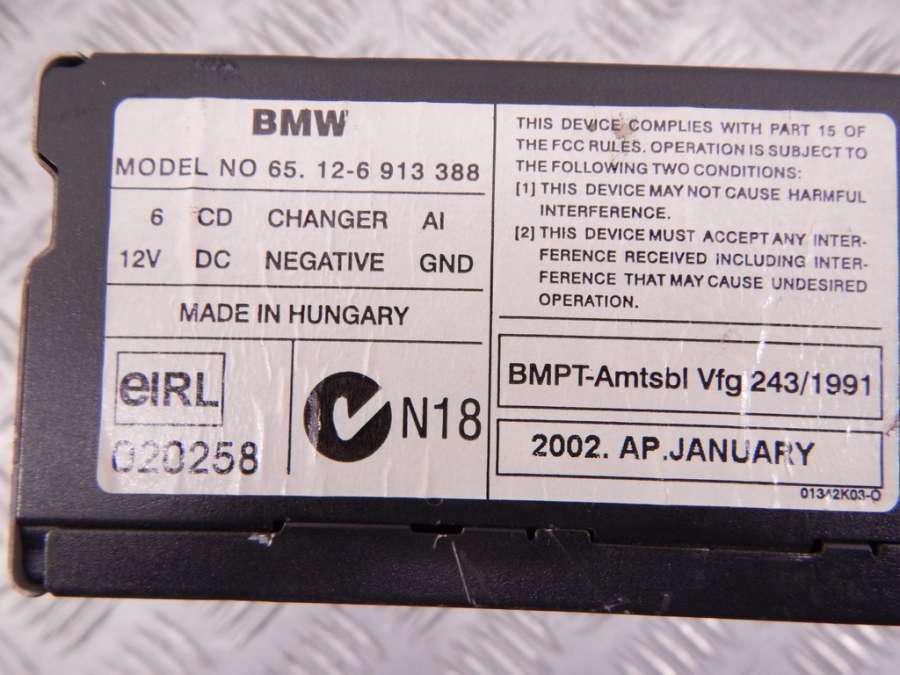 BMW
MODEL NO 65. 12-6 913 388
6 CD CHANGER AI
12V DC NEGATIVE GND
MADE IN HUNGARY
eIRL
020258
N18
THIS DEVICE COMPLIES WITH PART 15 OF
THE FCC RULES. OPERATION IS SUBJECT TO
THE FOLLOWING TWO CONDITIONS:
[1] THIS DEVICE MAY NOT CAUSE HARMFUL
INTERFERENCE.
[2] THIS DEVICE MUST ACCEPT ANY INTER-
FERENCE RECEIVED INCLUDING INTER-
FERENCE THAT MAY CAUSE UNDESIRED
OPERATION.
BMPT-Amtsbl Vfg 243/1991
2002. AP.JANUARY
01342K03-O